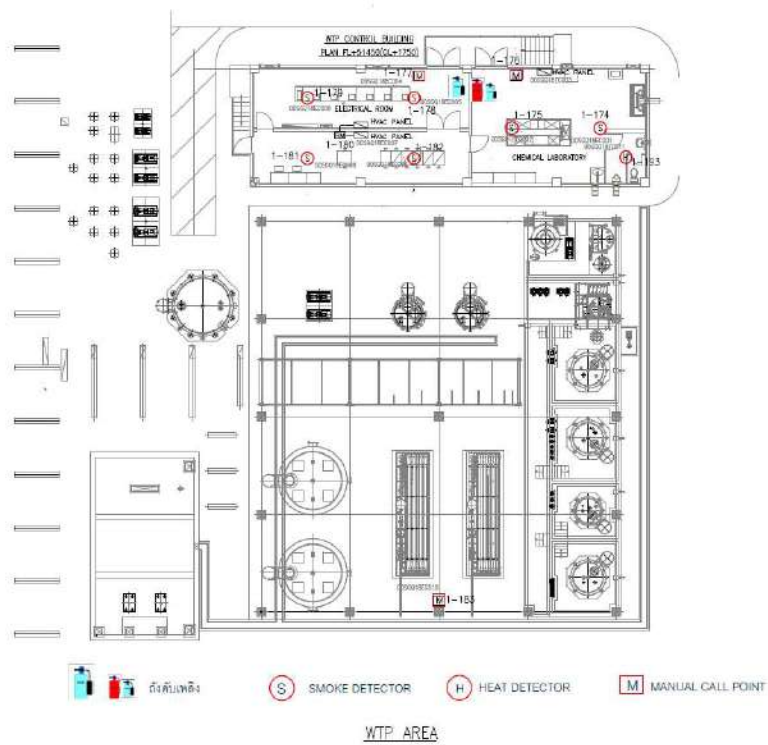 WTP CONTROL BUILDING
PLAN FL+51450(GL+1750)
1-176
1-177
M
M
HVAC PANEL
1-179
S
S
1-178
1-175
S
1-174
S
ELECTRICAL ROOM
HVAC PANEL
HVAC PANEL
1-180
1-181
S
S
1-182
CHEMICAL LABORATORY
H
1-193
M
1-183
ถังดับเพลิง
S
SMOKE DETECTOR
H
HEAT DETECTOR
M
MANUAL CALL POINT
WTP AREA